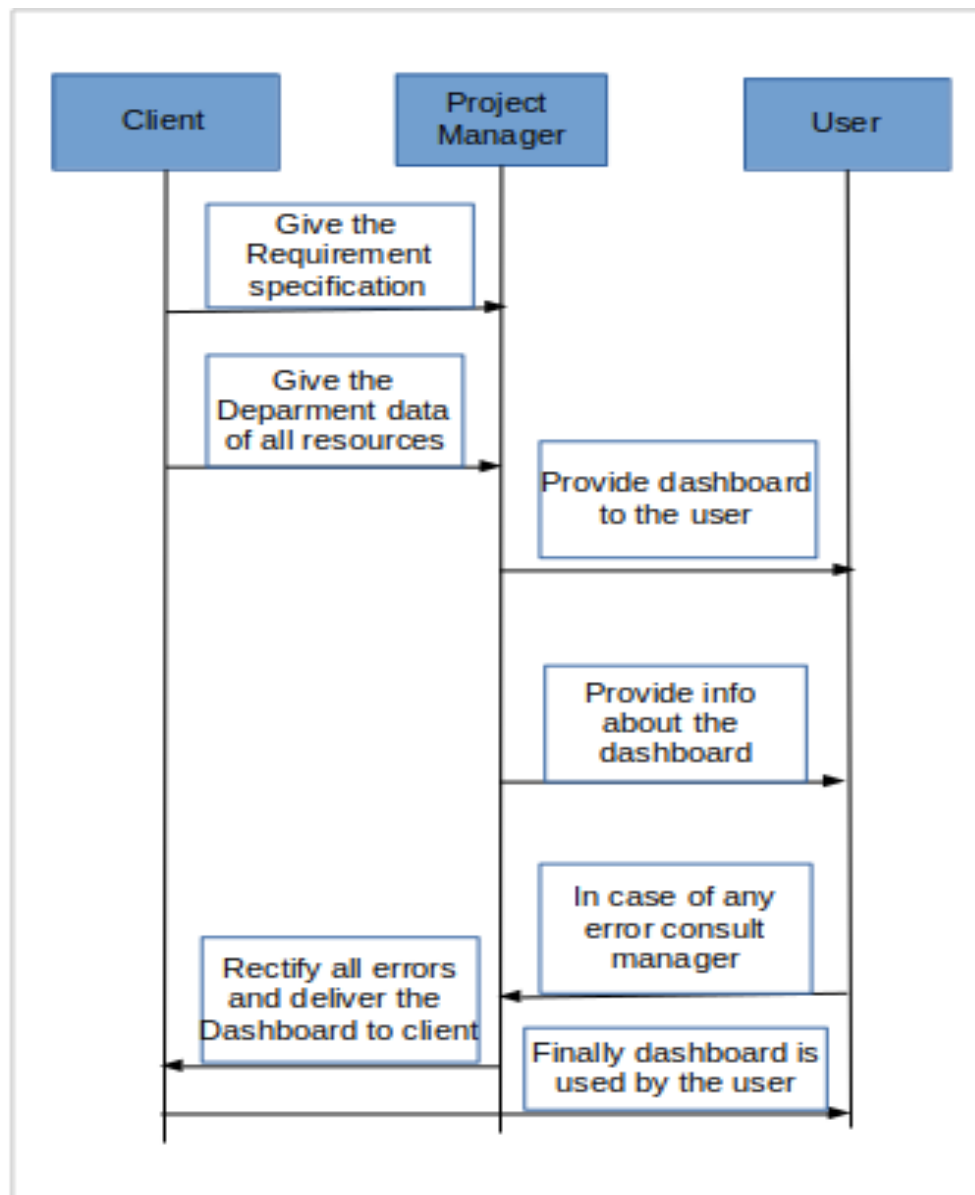 Client
Project
Manager
User
Give the
Requirement
specification
Give the
Deparment data
of all resources
Provide dashboard
to the user
Provide info
about the
dashboard
In case of any
error consult
manager
Rectify all errors
and deliver the
Dashboard to client
Finally dashboard is
used by the user